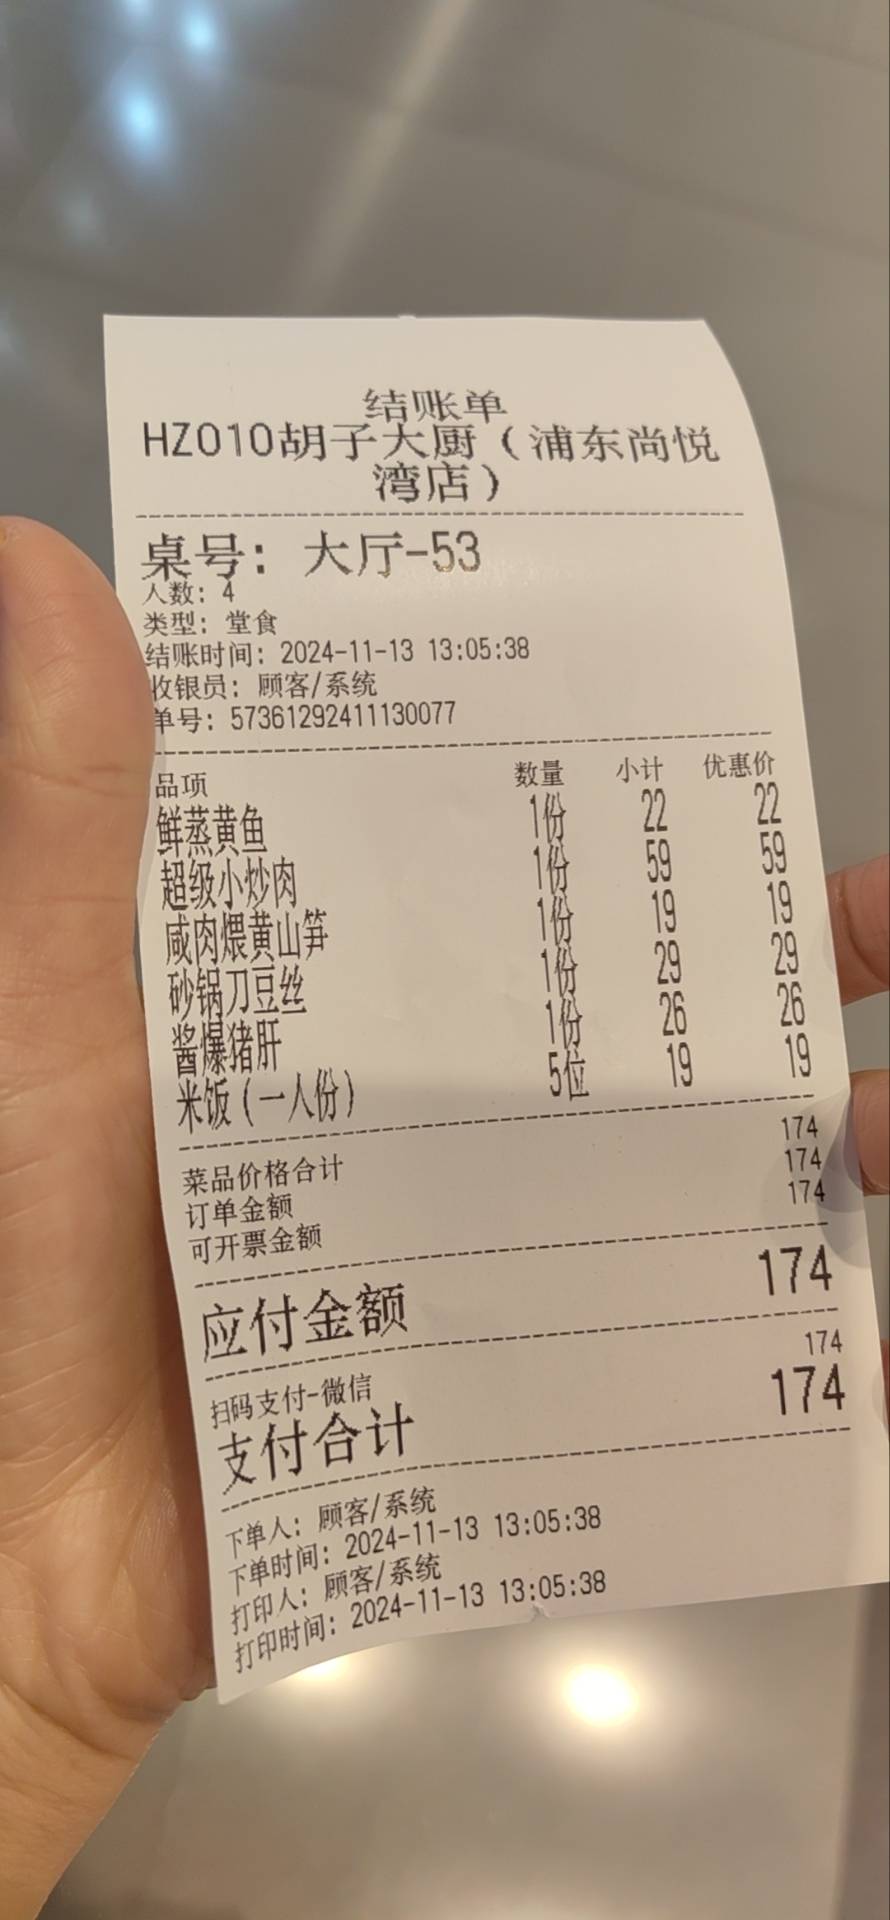 结账单
HZ010胡子大厨（浦东尚悦
湾店）
桌号：大厅-53
人数：4
类型：堂食
结账时间：2024-11-13 13:05:38
收银员：顾客/系统
单号：57361292411130077
品项 数量 小计 优惠价
鲜蒸黄鱼 1份 22 22
超级小炒肉 1份 59 59
咸肉煨黄山笋 1份 19 19
砂锅刀豆丝 1份 29 29
酱爆猪肝 1份 26 26
米饭（一人份） 5位 19 19
菜品价格合计 174
订单金额 174
可开票金额 174
应付金额 174
扫码支付-微信 174
支付合计 174
下单人：顾客/系统
下单时间：2024-11-13 13:05:38
打印人：顾客/系统
打印时间：2024-11-13 13:05:38